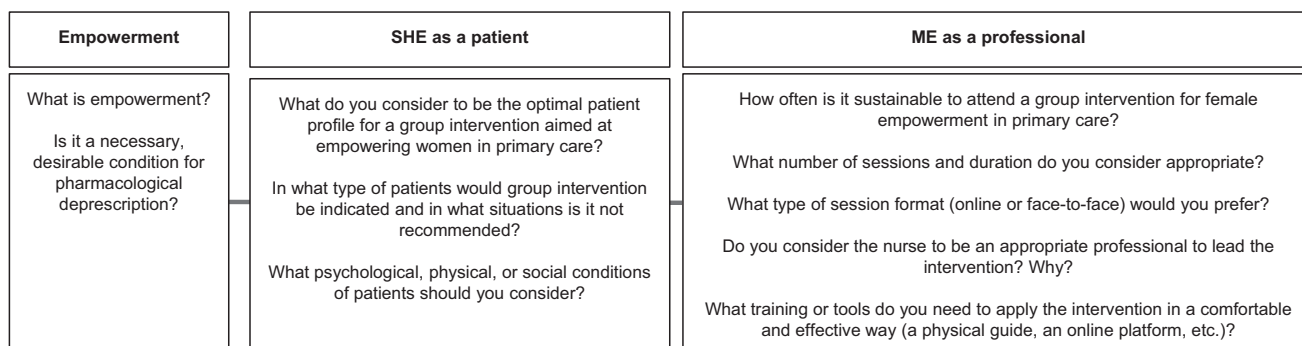 Empowerment
What is empowerment?
Is it a necessary,
desirable condition for
pharmacological
deprescription?
SHE as a patient
What do you consider to be the optimal patient
profile for a group intervention aimed at
empowering women in primary care?
In what type of patients would group intervention
be indicated and in what situations is it not
recommended?
What psychological, physical, or social conditions
of patients should you consider?
ME as a professional
How often is it sustainable to attend a group intervention for female
empowerment in primary care?
What number of sessions and duration do you consider appropriate?
What type of session format (online or face-to-face) would you prefer?
Do you consider the nurse to be an appropriate professional to lead the
intervention? Why?
What training or tools do you need to apply the intervention in a comfortable
and effective way (a physical guide, an online platform, etc.)?